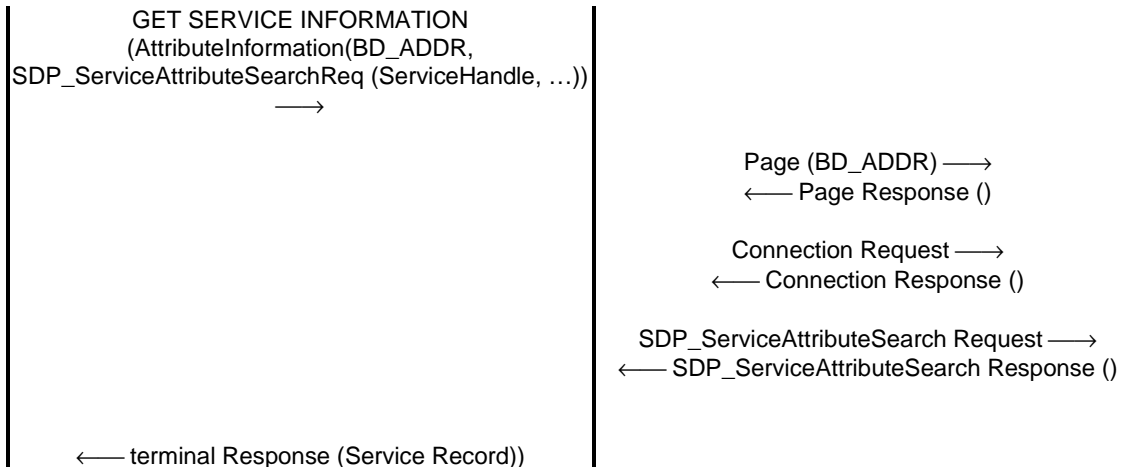 GET SERVICE INFORMATION
(AttributeInformation(BD_ADDR,
SDP_ServiceAttributeSearchReq (ServiceHandle, …))
⟶
Page (BD_ADDR) ⟶
⟵ Page Response ()
Connection Request ⟶
⟵ Connection Response ()
SDP_ServiceAttributeSearch Request ⟶
⟵ SDP_ServiceAttributeSearch Response ()
⟵ terminal Response (Service Record))